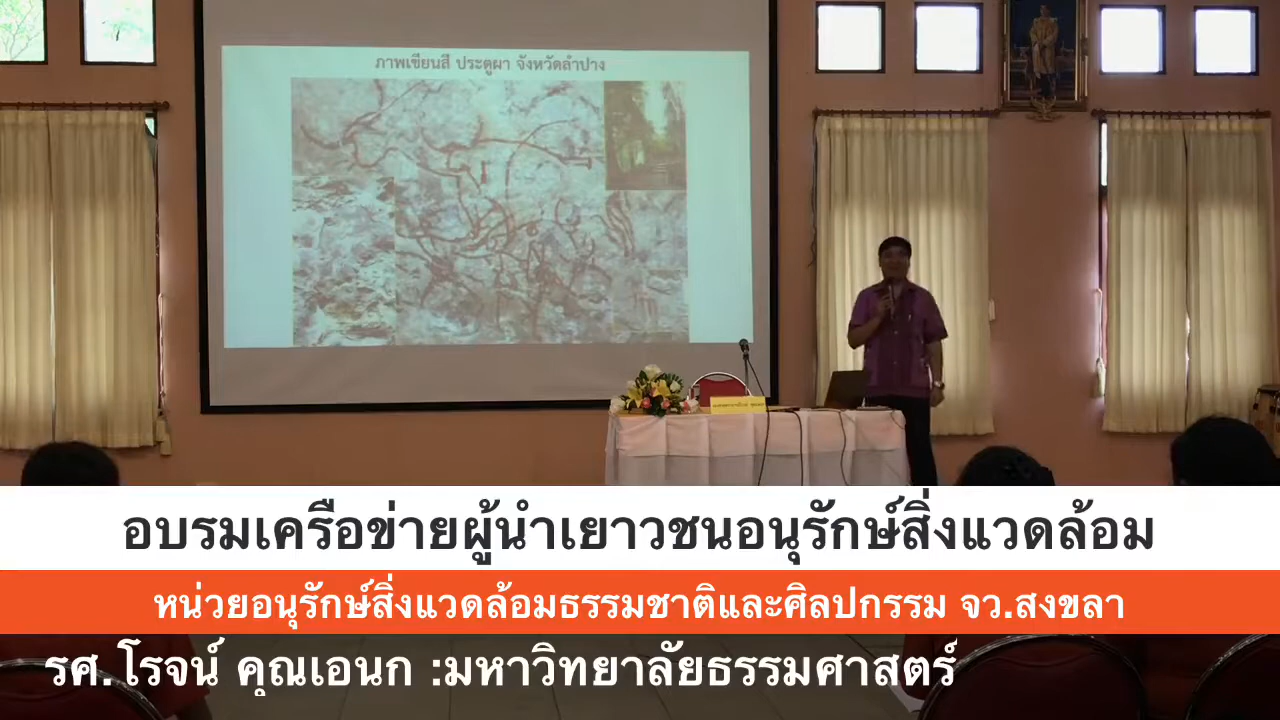 ภาพเขียนสี ประตูผา จังหวัดลำปาง
อบรมเครือข่ายผู้นำเยาวชนอนุรักษ์สิ่งแวดล้อม
หน่วยอนุรักษ์สิ่งแวดล้อมธรรมชาติและศิลปกรรม จว.สงขลา
รศ.โรจน์ คุณเอนก :มหาวิทยาลัยธรรมศาสตร์